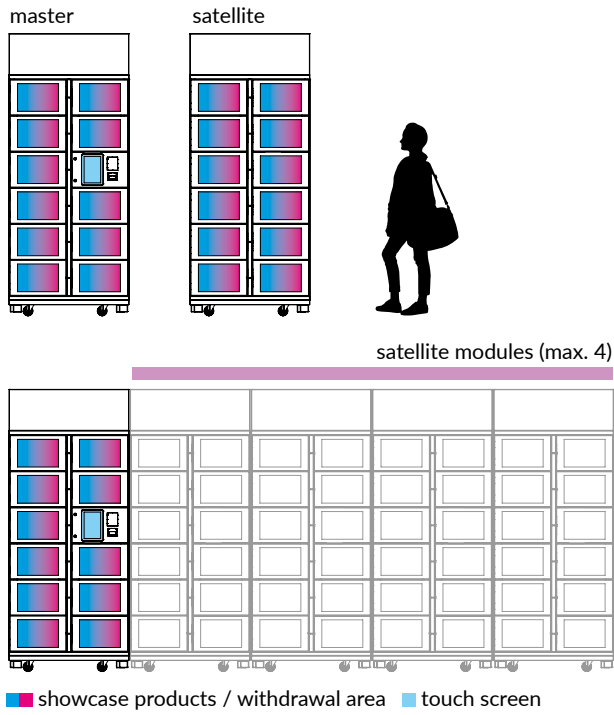 master
satellite
satellite modules (max. 4)
showcase products / withdrawal area
touch screen